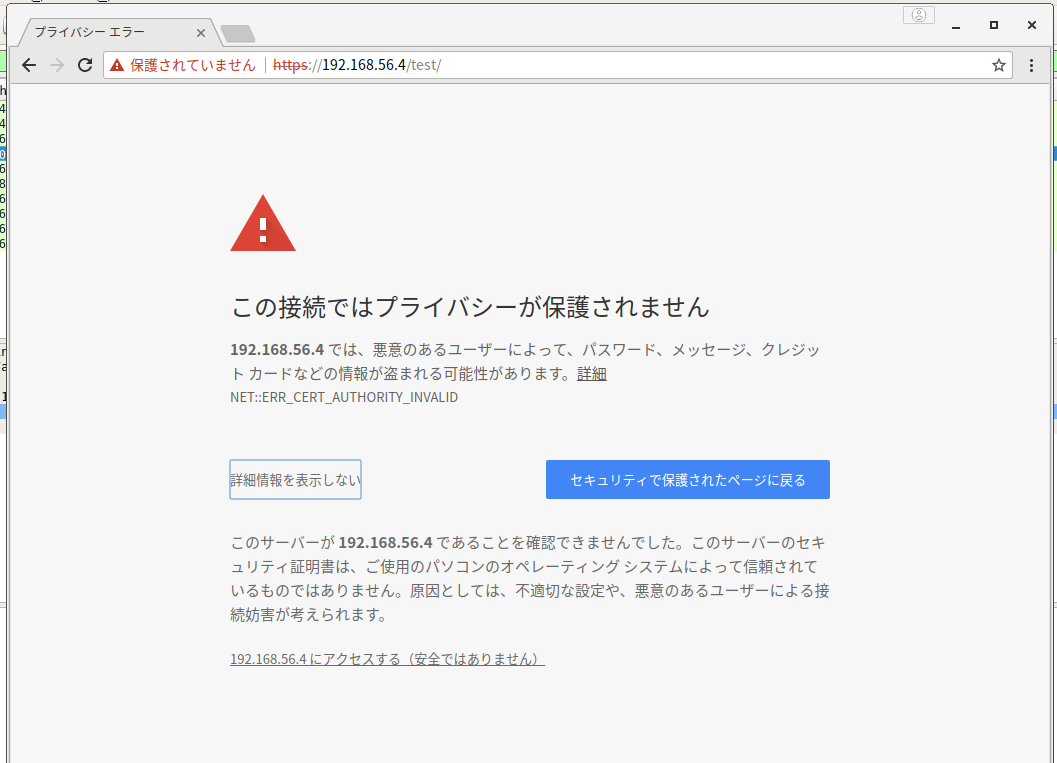 プライバシー エラー
保護されていません https://192.168.56.4/test/
この接続ではプライバシーが保護されません
192.168.56.4 では、悪意のあるユーザーによって、パスワード、メッセージ、クレジッ
ト カードなどの情報が盗まれる可能性があります。詳細
NET::ERR_CERT_AUTHORITY_INVALID
詳細情報を表示しない
セキュリティで保護されたページに戻る
このサーバーが 192.168.56.4 であることを確認できませんでした。このサーバーのセキ
ュリティ証明書は、ご使用のパソコンのオペレーティング システムによって信頼されて
いるものではありません。原因としては、不適切な設定や、悪意のあるユーザーによる接
続妨害が考えられます。
192.168.56.4 にアクセスする（安全ではありません）